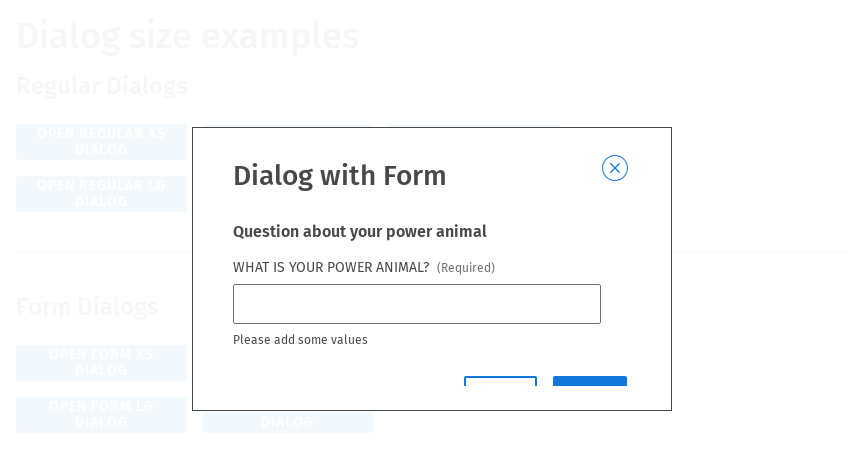 Dialog size examples
Regular Dialogs
OPEN REGULAR XS
DIALOG
OPEN REGULAR LG
DIALOG
Dialog with Form
Question about your power animal
WHAT IS YOUR POWER ANIMAL? (Required)
Please add some values
Form Dialogs
OPEN FORM XS
DIALOG
OPEN FORM LG
DIALOG
DIALOG